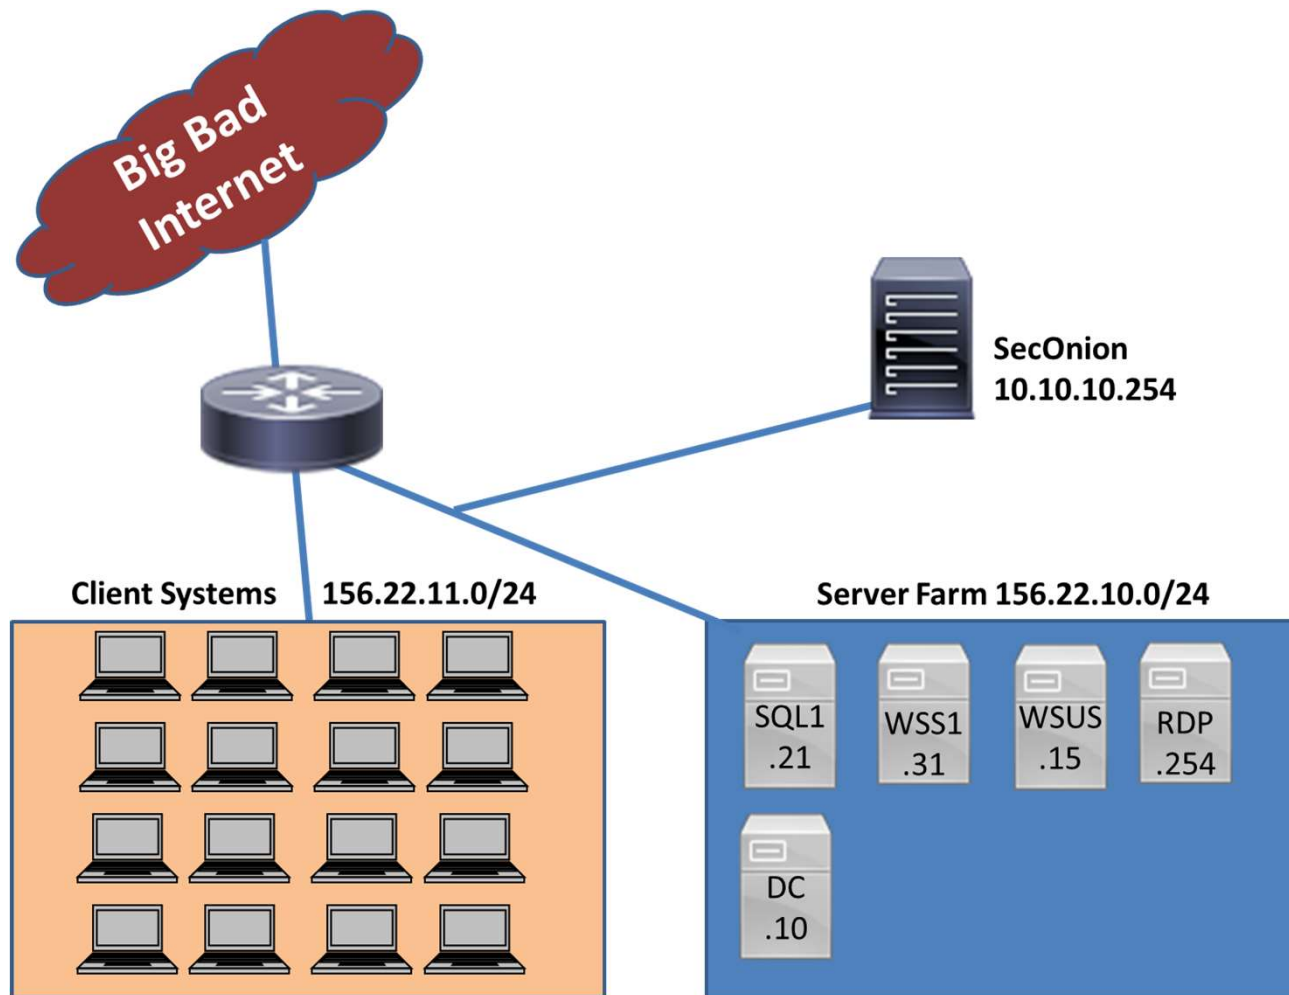 Big Bad
Internet
SecOnion
10.10.10.254
Client Systems 156.22.11.0/24
Server Farm 156.22.10.0/24
SQL1
.21
WSS1
.31
WSUS
.15
RDP
.254
DC
.10